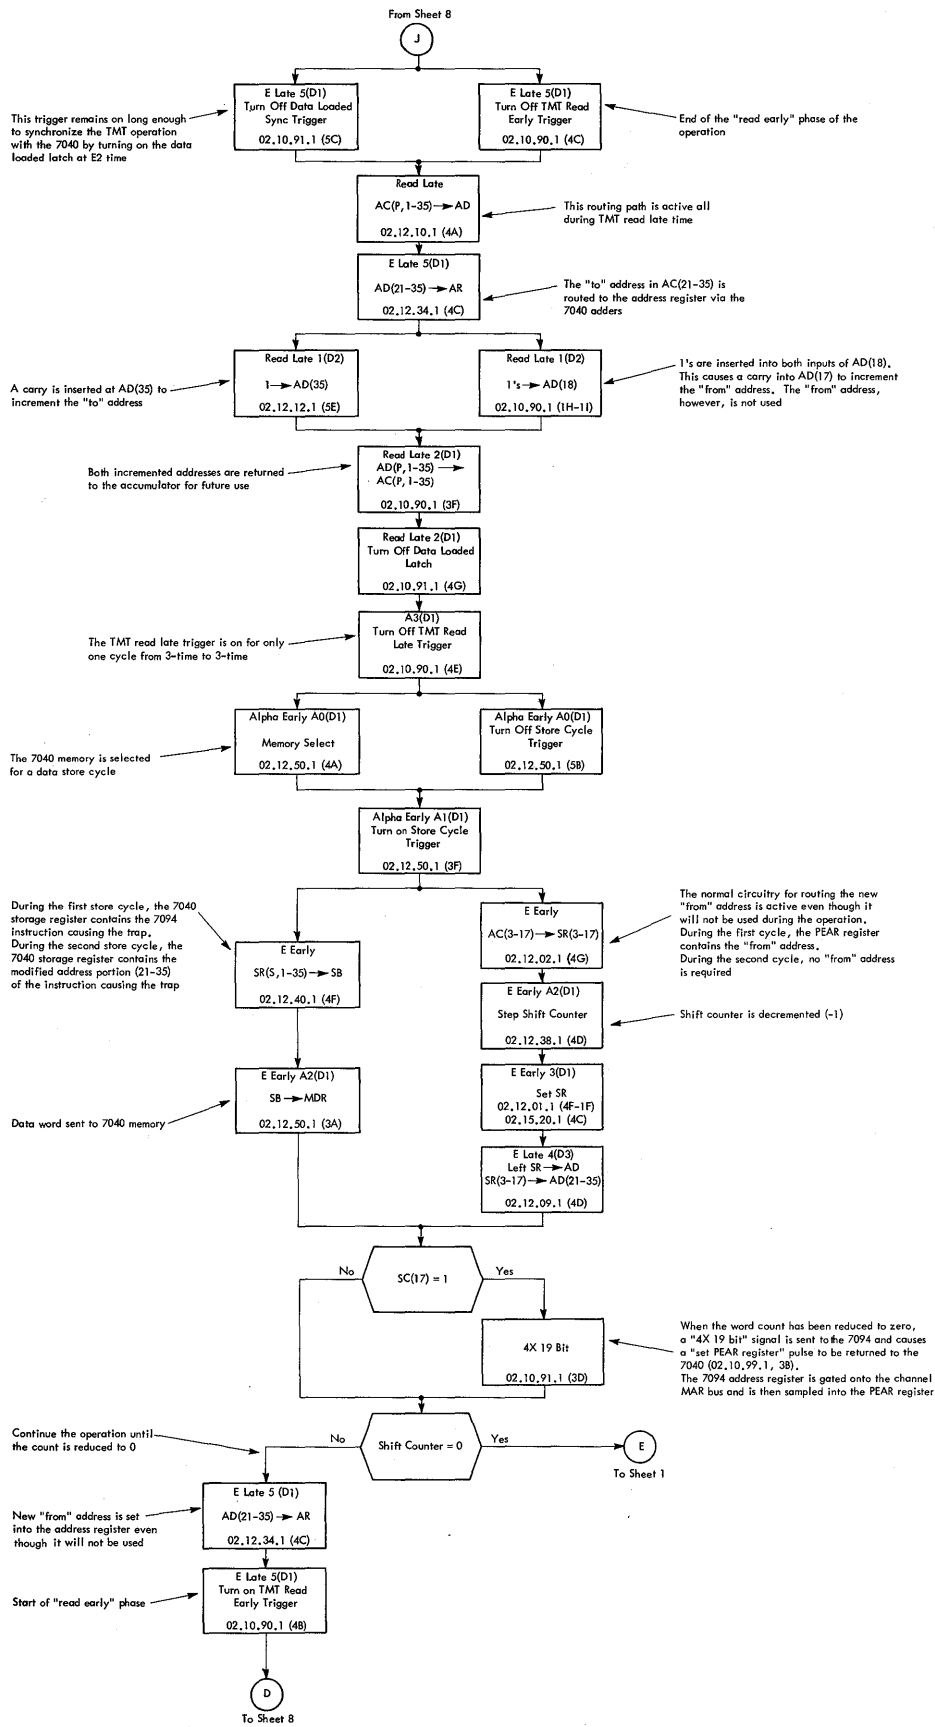 From Sheet 8
J
E Late 5(D1)
Turn Off Data Loaded
Sync Trigger
02.10.91.1 (5C)
E Late 5(D1)
Turn Off TMT Read
Early Trigger
02.10.90.1 (4C)
This trigger remains on long enough
to synchronize the TMT operation
with the 7040 by turning on the data
loaded latch at E2 time
End of the "read early" phase of the
operation
Read Late
AC(P,1-35)→AD
02.12.10.1 (4A)
This routing path is active all
during TMT read late time
E Late 5(D1)
AD(21-35)→AR
02.12.34.1 (4C)
The "to" address in AC(21-35) is
routed to the address register via the
7040 adders
Read Late 1(D2)
1→AD(35)
02.12.12.1 (5E)
Read Late 1(D2)
1's→AD(18)
02.10.90.1 (1H-1I)
A carry is inserted at AD(35) to
increment the "to" address
1's are inserted into both inputs of AD(18).
This causes a carry into AD(17) to increment
the "from" address. The "from" address,
however, is not used
Read Late 2(D1)
AD(P,1-35)→
AC(P,1-35)
02.10.90.1 (3F)
Both incremented addresses are returned
to the accumulator for future use
Read Late 2(D1)
Turn Off Data Loaded
Latch
02.10.91.1 (4G)
A3(D1)
Turn Off TMT Read
Late Trigger
02.10.90.1 (4E)
The TMT read late trigger is on for only
one cycle from 3-time to 3-time
Alpha Early A0(D1)
Memory Select
02.12.50.1 (4A)
Alpha Early A0(D1)
Turn Off Store Cycle
Trigger
02.12.50.1 (5B)
The 7040 memory is selected
for a data store cycle
Alpha Early A1(D1)
Turn on Store Cycle
Trigger
02.12.50.1 (3F)
During the first store cycle, the 7040
storage register contains the 7094
instruction causing the trap.
During the second store cycle, the
7040 storage register contains the
modified address portion (21-35)
of the instruction causing the trap
E Early
SR(S,1-35)→SB
02.12.40.1 (4F)
E Early
AC(3-17)→SR(3-17)
02.12.02.1 (4G)
The normal circuitry for routing the new
"from" address is active even though it
will not be used during the operation.
During the first cycle, the PEAR register
contains the "from" address.
During the second cycle, no "from" address
is required
E Early A2(D1)
Step Shift Counter
02.12.38.1 (4D)
Shift counter is decremented (-1)
E Early A2(D1)
SB→MDR
02.12.50.1 (3A)
Data word sent to 7040 memory
E Early 3(D1)
Set SR
02.12.01.1 (4F-1F)
02.15.20.1 (4C)
E Late 4(D3)
Left SR→AD
SR(3-17)→AD(21-35)
02.12.09.1 (4D)
No
SC(17) = 1
Yes
4X 19 Bit
02.10.91.1 (3D)
When the word count has been reduced to zero,
a "4X 19 bit" signal is sent to the 7094 and causes
a "set PEAR register" pulse to be returned to the
7040 (02.10.99.1, 3B).
The 7094 address register is gated onto the channel
MAR bus and is then sampled into the PEAR register
Continue the operation until
the count is reduced to 0
No
Shift Counter = 0
Yes
E
To Sheet 1
E Late 5 (D1)
AD(21-35)→AR
02.12.34.1 (4C)
New "from" address is set
into the address register even
though it will not be used
E Late 5(D1)
Turn on TMT Read
Early Trigger
02.10.90.1 (4B)
Start of "read early" phase
D
To Sheet 8